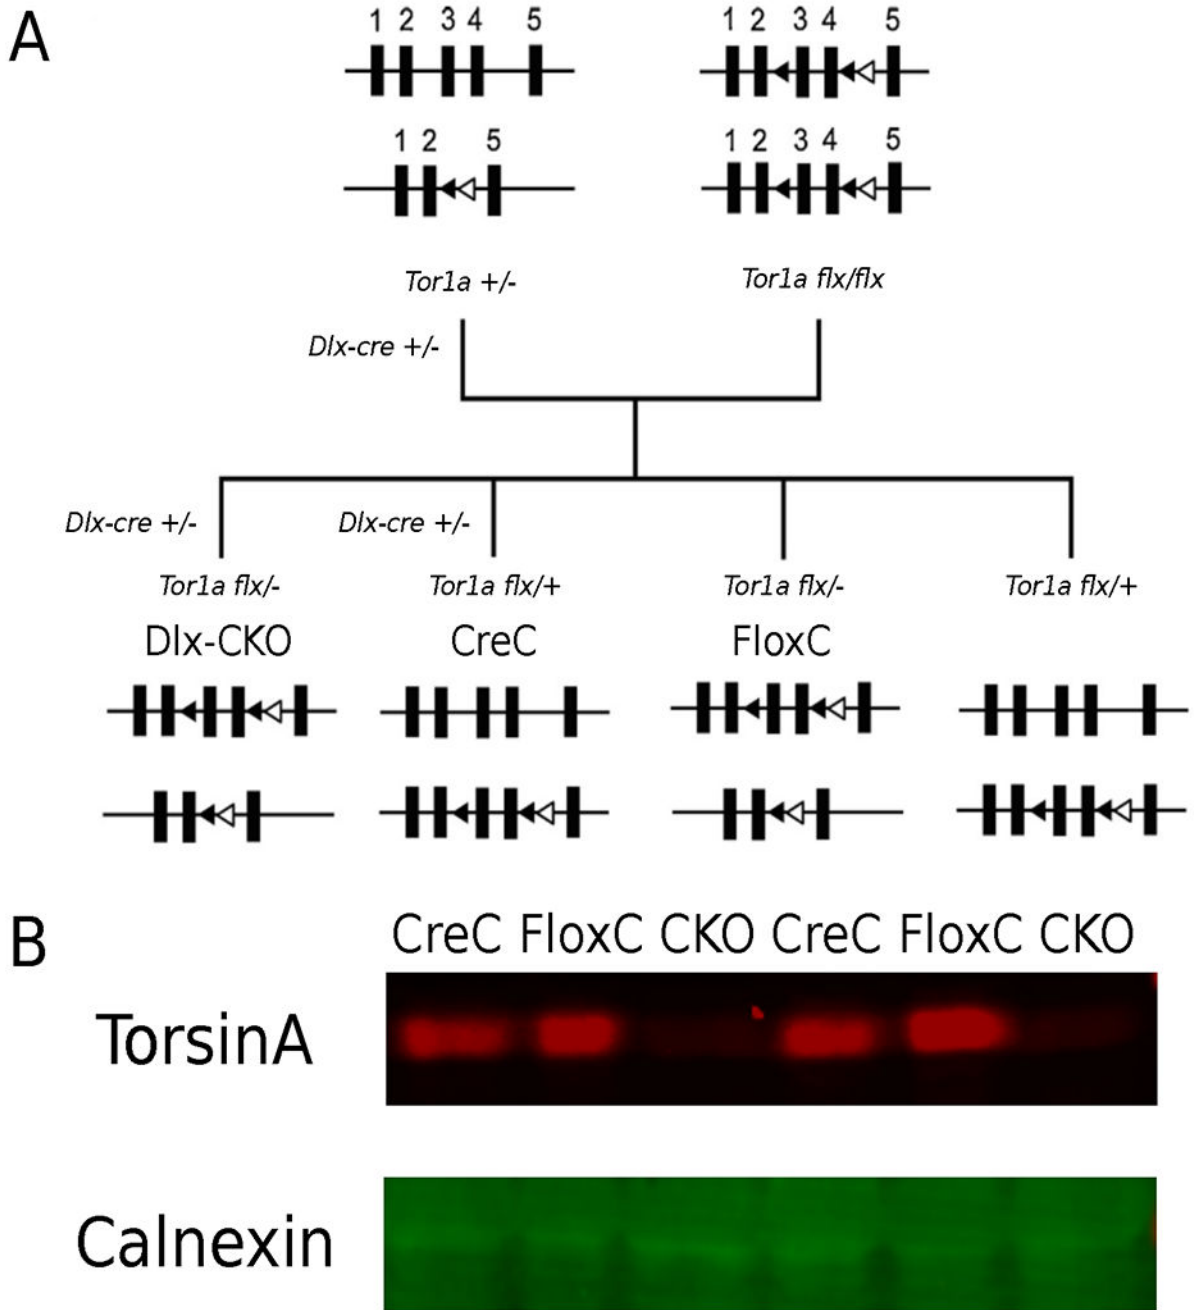 A
1 2 3 4 5 1 2 3 4 5
1 2 5 1 2 3 4 5
Tor1a +/- Tor1a flx/flx
Dlx-cre +/-
Dlx-cre +/- Dlx-cre +/-
Tor1a flx/- Tor1a flx/+ Tor1a flx/- Tor1a flx/+
Dlx-CKO CreC FloxC
B
CreC FloxC CKO CreC FloxC CKO
TorsinA
Calnexin